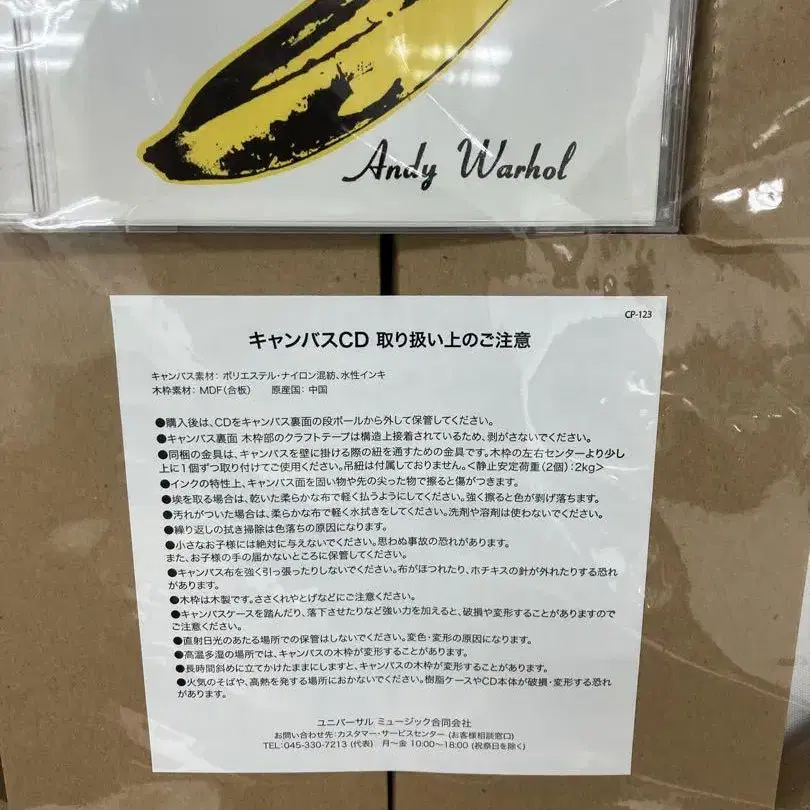 Andy Warhol
CP-123
キャンバスCD 取り扱い上のご注意
キャンバス素材: ポリエステル・ナイロン混紡、水性インキ
木枠素材: MDF(合板) 原産国: 中国
●購入後は、CDをキャンバス裏面の段ボールから外して保管してください。
●キャンバス裏面 木枠部のクラフトテープは構造上接着されているため、剥がさないでください。
●同梱の金具は、キャンバスを壁に掛ける際の紐を通すための金具です。木枠の左右センターより少し
上に1個ずつ取り付けてご使用ください。吊紐は付属しておりません。<静止安定荷重(2個):2kg>
●インクの特性上、キャンバス面を固い物や先の尖った物で擦ると傷がつきます。
●埃を取る場合は、乾いた柔らかな布で軽く払うようにしてください。強く擦ると色が剥げ落ちます。
●汚れがついた場合は、柔らかな布で軽く水拭きをしてください。洗剤や溶剤は使わないでください。
●繰り返しの拭き掃除は色落ちの原因になります。
●小さなお子様には絶対に与えないでください。思わぬ事故の恐れがあります。
また、お子様の手の届かないところに保管してください。
●キャンバス布を強く引っ張ったりしないでください。布がほつれたり、ホチキスの針が外れたりする恐れ
があります。
●木枠は木製です。ささくれやとげなどにご注意ください。
●キャンバスケースを踏んだり、落下させたりなど強い力を加えると、破損や変形することがありますので
ご注意ください。
●直射日光のあたる場所での保管はしないでください。変色・変形の原因になります。
●高温多湿の場所では、キャンバスの木枠が変形することがあります。
●長時間斜めに立てかけたままにしますと、キャンバスの木枠が変形することがあります。
●火気のそばや、高熱を発する場所におかないでください。樹脂ケースやCD本体が破損・変形する恐れ
があります。
ユニバーサル ミュージック合同会社
お問い合わせ先: カスタマー・サービスセンター (お客様相談窓口)
TEL:045-330-7213 (代表) 月〜金 10:00〜18:00 (祝祭日を除く)